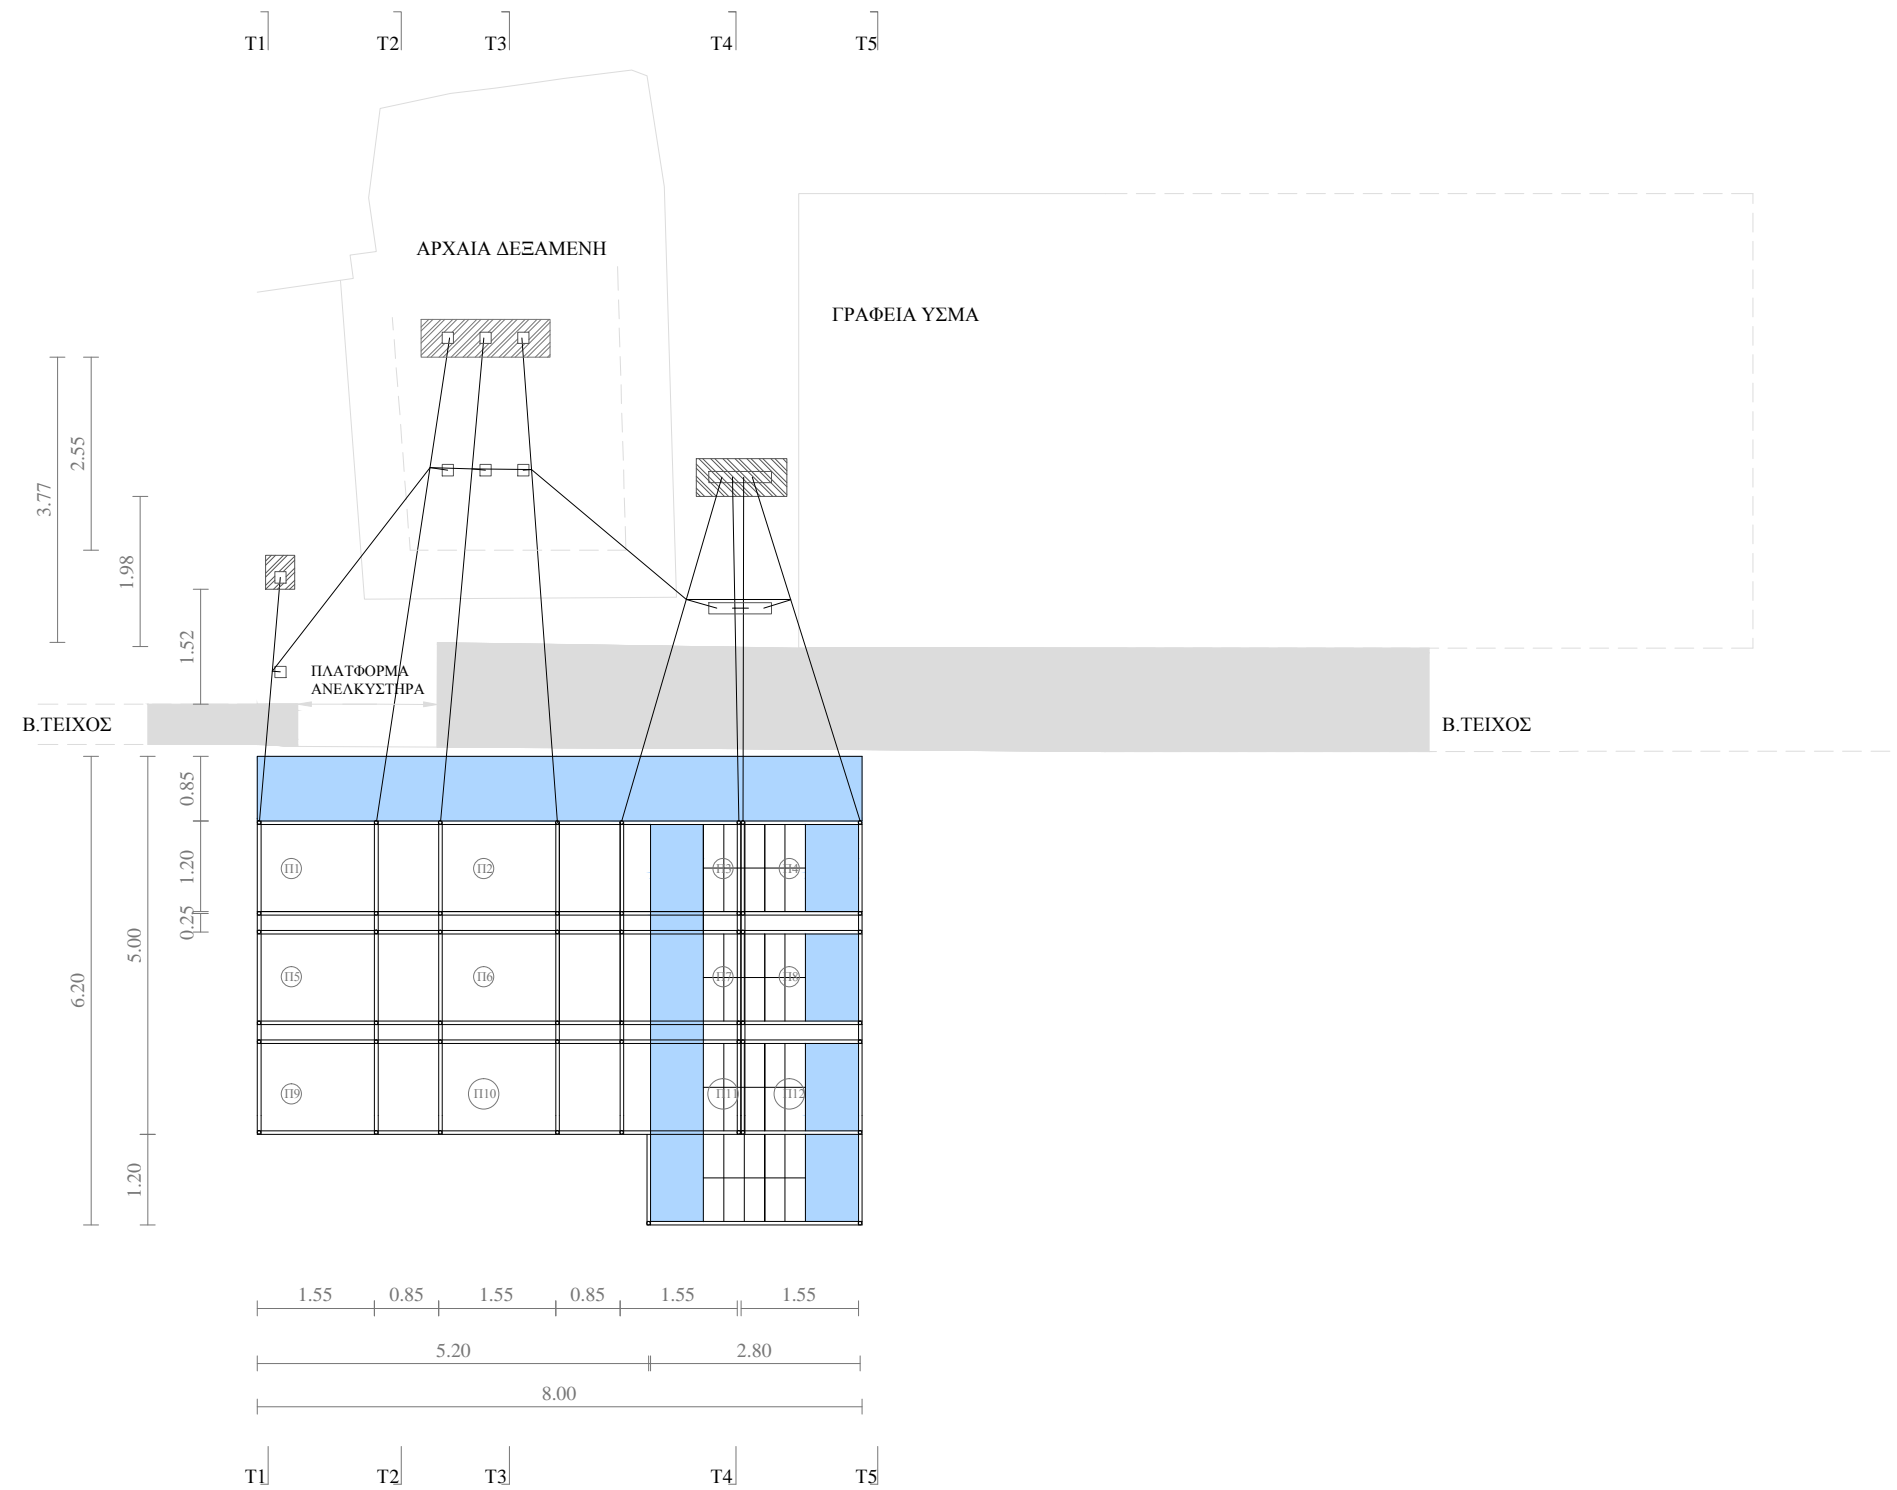 T1 T2 T3 T4 T5
ΑΡΧΑΙΑ ΔΕΞΑΜΕΝΗ
ΓΡΑΦΕΙΑ ΥΣΜΑ
3.77
2.55
1.98
1.52
ΠΛΑΤΦΟΡΜΑ
ΑΝΕΛΚΥΣΤΗΡΑ
Β.ΤΕΙΧΟΣ
Β.ΤΕΙΧΟΣ
0.85
1.20
0.25
5.00
6.20
1.20
Π1 Π2 Π3 Π4
Π5 Π6 Π7 Π8
Π9 Π10 Π11 Π12
1.55 0.85 1.55 0.85 1.55 1.55
5.20 2.80
8.00
T1 T2 T3 T4 T5